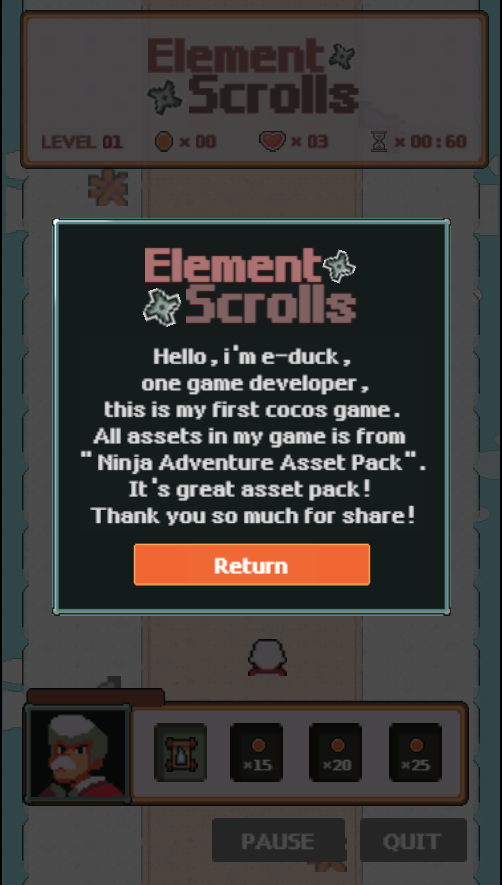 Element
Scrolls
LEVEL 01 × 00 × 03 × 00:60
Element
Scrolls
Hello,i'm e-duck,
one game developer,
this is my first cocos game.
All assets in my game is from
"Ninja Adventure Asset Pack".
It's great asset pack!
Thank you so much for share!
Return
×15 ×20 ×25
PAUSE QUIT